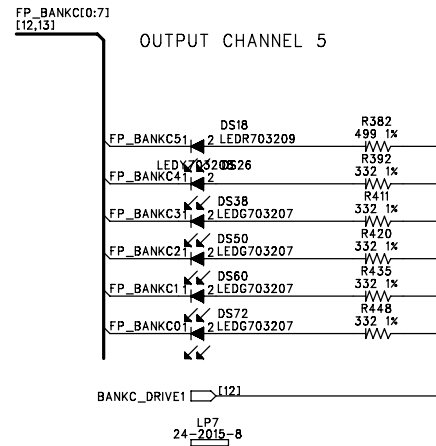 FP_BANKC[0:7]
[12,13]
OUTPUT CHANNEL 5
DS18
R382
499 1%
FP_BANKC5 1 2 LEDR703209
R392
LEDY703208 DS26
332 1%
FP_BANKC4 1 2
R411
DS38
332 1%
FP_BANKC3 1 2 LEDG703207
R420
DS50
332 1%
FP_BANKC2 1 2 LEDG703207
R435
DS60
332 1%
FP_BANKC1 1 2 LEDG703207
R448
DS72
332 1%
FP_BANKC0 1 2 LEDG703207
BANKC_DRIVE1 [12]
LP7
24-2015-8